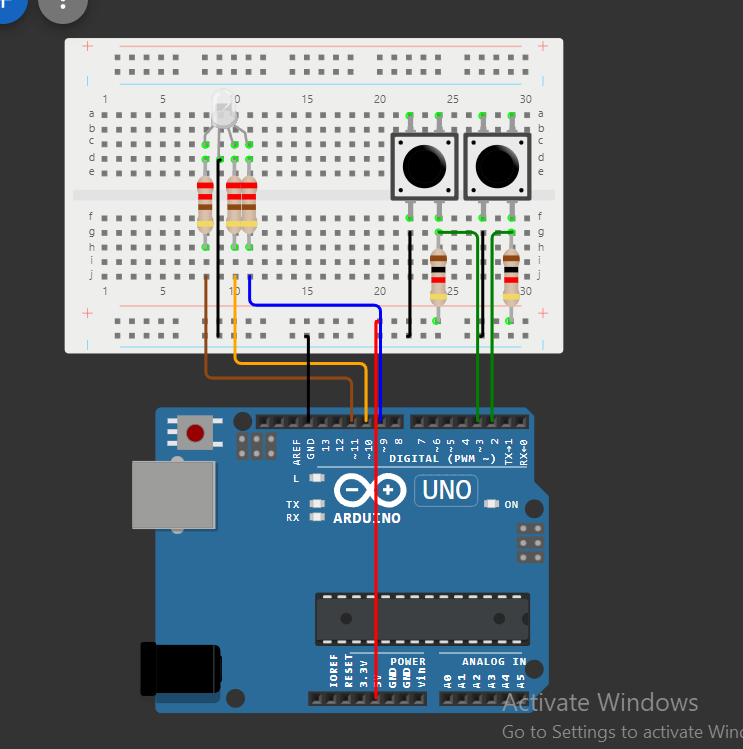 1 5 10 15 20 25 30
a a
b b
c c
d d
e e
f f
g g
h h
i i
j j
1 5 10 15 20 25 30
AREF GND 13 12 ~11 ~10 ~9 8 7 ~6 ~5 4 ~3 2 TX→1 RX←0
DIGITAL (PWM ~)
L
TX
RX
UNO
ON
ARDUINO
POWER ANALOG IN
IOREF RESET 3.3V 5V GND GND Vin A0 A1 A2 A3 A4 A5
Activate Windows
Go to Settings to activate Win